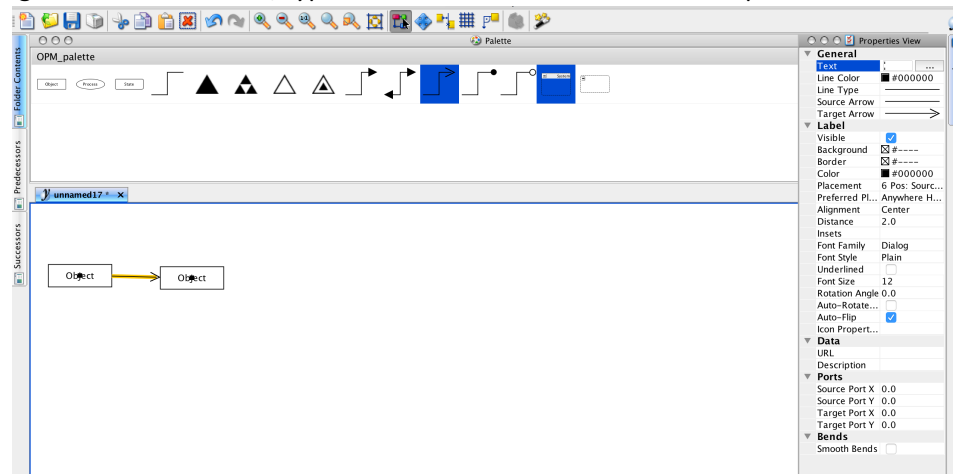 Palette
Properties View
OPM_palette
Object
Process
State
System
Folder Contents
Predecessors
Successors
unnamed17 *
Object
Object
General
Text ...
Line Color #000000
Line Type
Source Arrow
Target Arrow
Label
Visible
Background #----
Border #----
Color #000000
Placement 6 Pos: Sourc...
Preferred Pl... Anywhere H...
Alignment Center
Distance 2.0
Insets
Font Family Dialog
Font Style Plain
Underlined
Font Size 12
Rotation Angle 0.0
Auto-Rotate...
Auto-Flip
Icon Propert...
Data
URL
Description
Ports
Source Port X 0.0
Source Port Y 0.0
Target Port X 0.0
Target Port Y 0.0
Bends
Smooth Bends